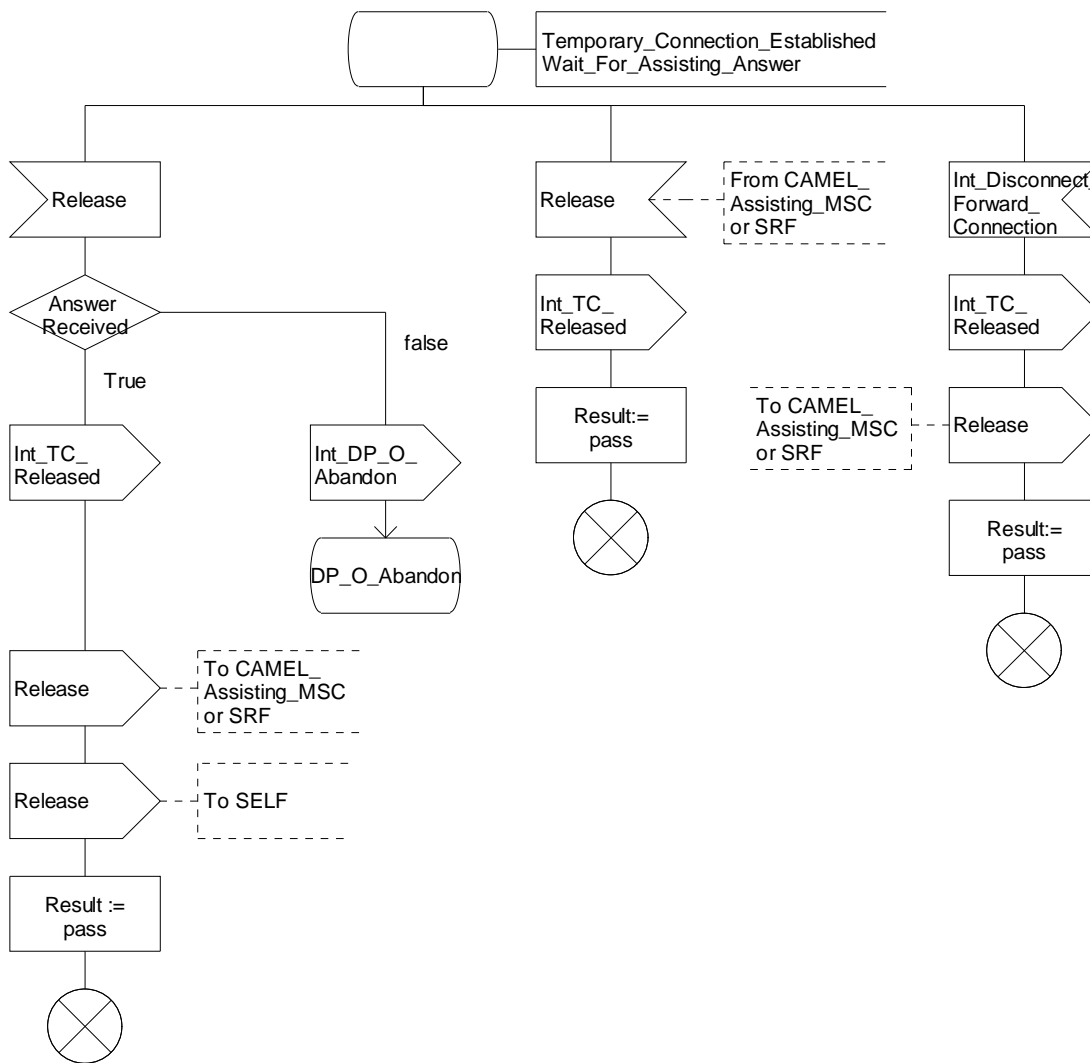 Temporary_Connection_Established
Wait_For_Assisting_Answer
Release
Release
From CAMEL_
Assisting_MSC
or SRF
Int_Disconnect_
Forward_
Connection
Answer
Received
false
True
Int_TC_
Released
Int_TC_
Released
Int_TC_
Released
Int_DP_O_
Abandon
DP_O_Abandon
Result:=
pass
To CAMEL_
Assisting_MSC
or SRF
Release
Result:=
pass
Release
To CAMEL_
Assisting_MSC
or SRF
Release
To SELF
Result :=
pass